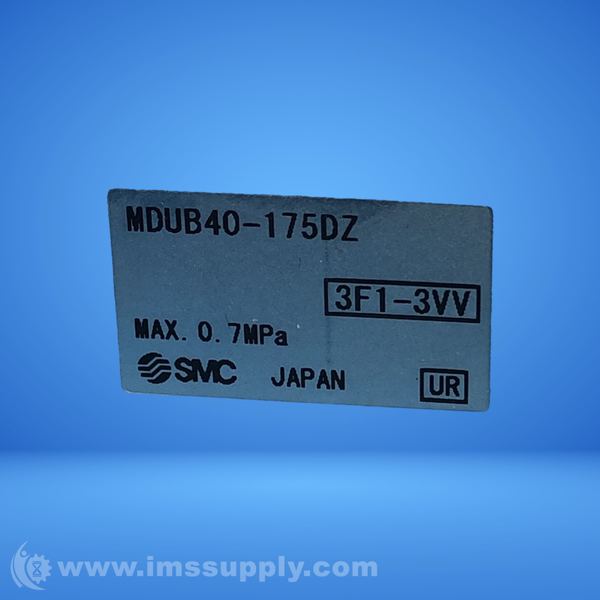 MDUB40-175DZ
3F1-3VV
MAX. 0.7MPa
SMC JAPAN UR
www.imssupply.com